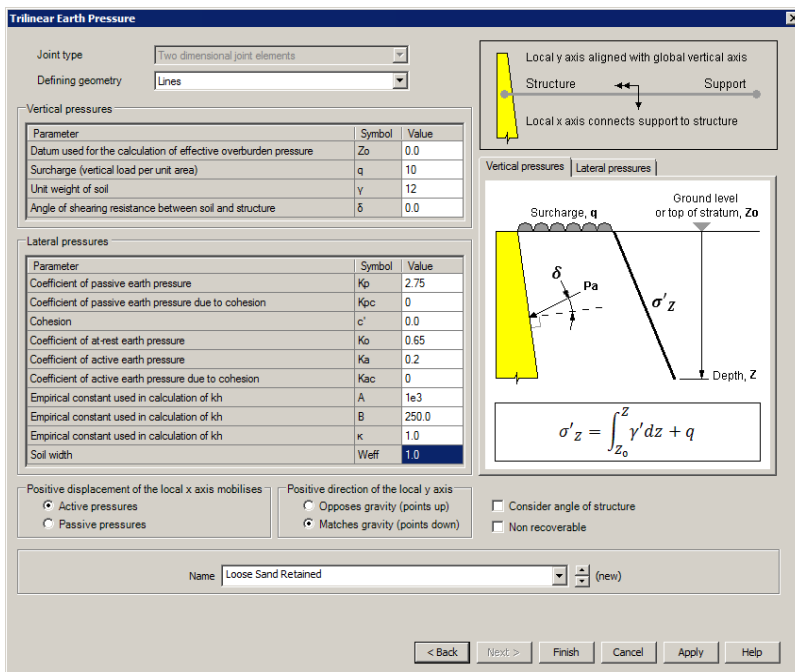 Trilinear Earth Pressure
Joint type Two dimensional joint elements
Defining geometry Lines
Local y axis aligned with global vertical axis
Structure Support
Local x axis connects support to structure
Vertical pressures
Parameter Symbol Value
Datum used for the calculation of effective overburden pressure Zo 0.0
Surcharge (vertical load per unit area) q 10
Unit weight of soil γ 12
Angle of shearing resistance between soil and structure δ 0.0
Lateral pressures
Parameter Symbol Value
Coefficient of passive earth pressure Kp 2.75
Coefficient of passive earth pressure due to cohesion Kpc 0
Cohesion c' 0.0
Coefficient of at-rest earth pressure Ko 0.65
Coefficient of active earth pressure Ka 0.2
Coefficient of active earth pressure due to cohesion Kac 0
Empirical constant used in calculation of kh A 1e3
Empirical constant used in calculation of kh B 250.0
Empirical constant used in calculation of kh κ 1.0
Soil width Weff 1.0
Vertical pressures Lateral pressures
Surcharge, q
Ground level
or top of stratum, Zo
δ
Pa
σ'z
Depth, Z
σ'z = ∫ZoZ γ'dz + q
Positive displacement of the local x axis mobilises
Active pressures
Passive pressures
Positive direction of the local y axis
Opposes gravity (points up)
Matches gravity (points down)
Consider angle of structure
Non recoverable
Name Loose Sand Retained (new)
< Back Next > Finish Cancel Apply Help